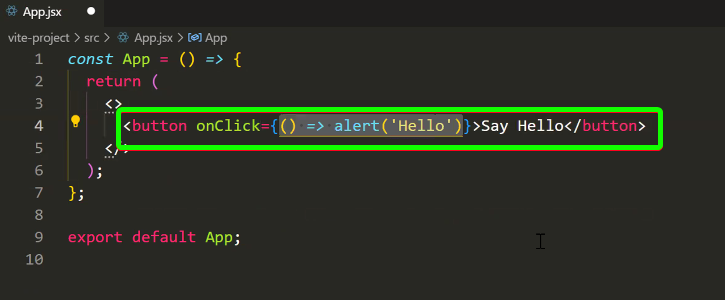 App.jsx
vite-project > src > App.jsx > App
1 const App = () => {
2 return (
3 <>
4 <button onClick={() => alert('Hello')}>Say Hello</button>
5 </>
6 );
7 };
8
9 export default App;
10